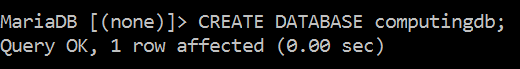 MariaDB [(none)]> CREATE DATABASE computingdb;
Query OK, 1 row affected (0.00 sec)